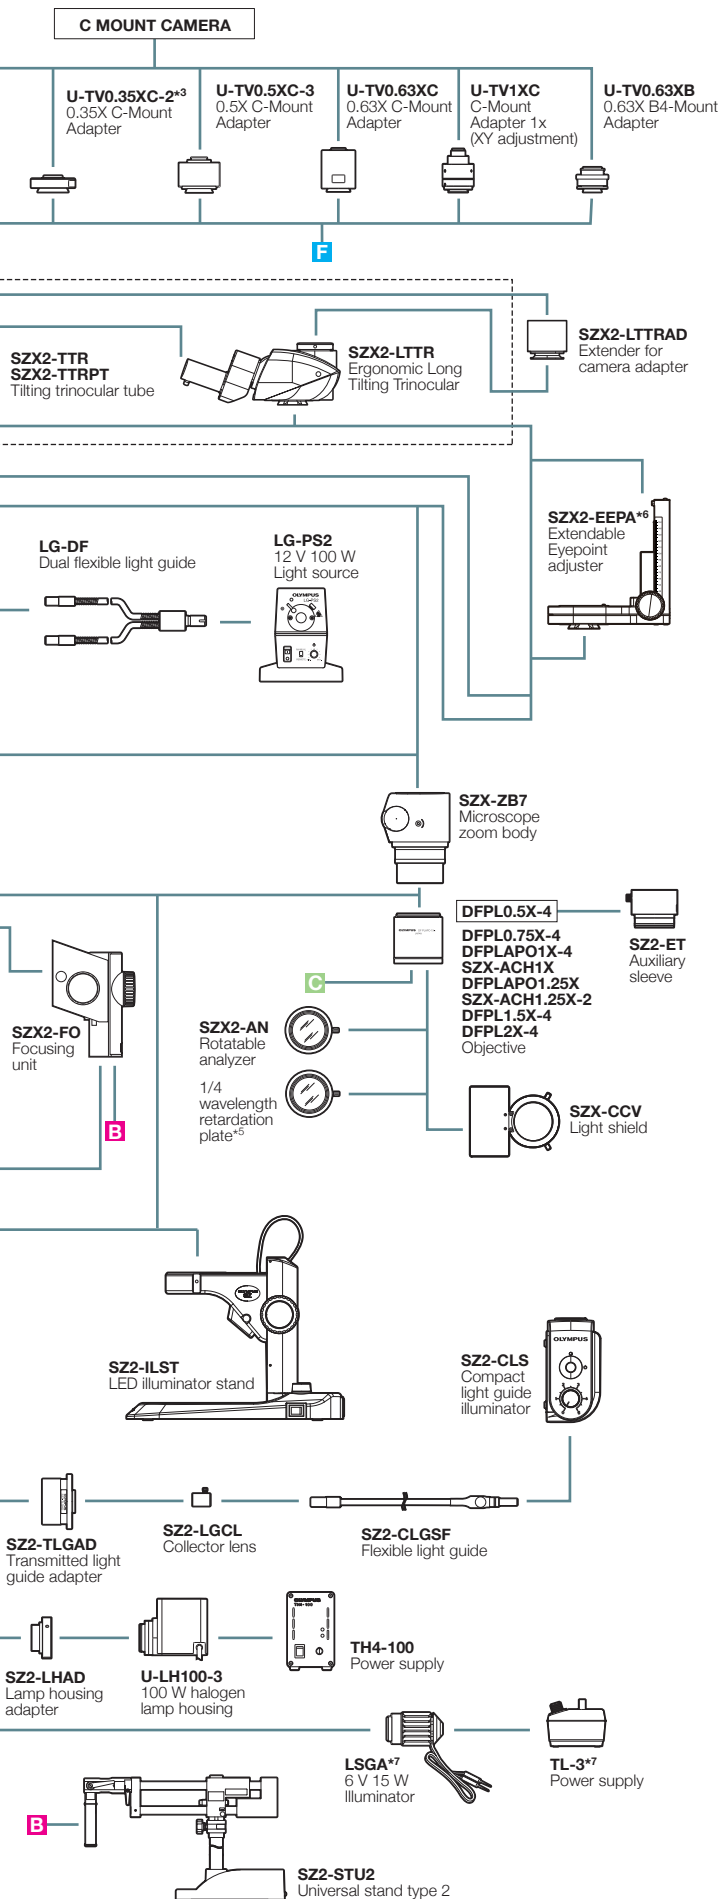 C MOUNT CAMERA
U-TV0.35XC-2*3
0.35X C-Mount
Adapter
U-TV0.5XC-3
0.5X C-Mount
Adapter
U-TV0.63XC
0.63X C-Mount
Adapter
U-TV1XC
C-Mount
Adapter 1x
(XY adjustment)
U-TV0.63XB
0.63X B4-Mount
Adapter
F
SZX2-TTR
SZX2-TTRPT
Tilting trinocular tube
SZX2-LTTR
Ergonomic Long
Tilting Trinocular
SZX2-LTTRAD
Extender for
camera adapter
LG-DF
Dual flexible light guide
LG-PS2
12 V 100 W
Light source
OLYMPUS
LG-PS2
SZX2-EEPA*6
Extendable
Eyepoint
adjuster
SZX-ZB7
Microscope
zoom body
DFPL0.5X-4
DFPL0.75X-4
DFPLAPO1X-4
SZX-ACH1X
DFPLAPO1.25X
SZX-ACH1.25X-2
DFPL1.5X-4
DFPL2X-4
Objective
SZ2-ET
Auxiliary
sleeve
C
SZX2-FO
Focusing
unit
B
SZX2-AN
Rotatable
analyzer
1/4
wavelength
retardation
plate*5
SZX-CCV
Light shield
SZ2-ILST
LED illuminator stand
SZ2-CLS
Compact
light guide
illuminator
OLYMPUS
SZ2-TLGAD
Transmitted light
guide adapter
SZ2-LGCL
Collector lens
SZ2-CLGSF
Flexible light guide
SZ2-LHAD
Lamp housing
adapter
U-LH100-3
100 W halogen
lamp housing
OLYMPUS
TH4-100
TH4-100
Power supply
LSGA*7
6 V 15 W
Illuminator
TL-3*7
Power supply
B
SZ2-STU2
Universal stand type 2